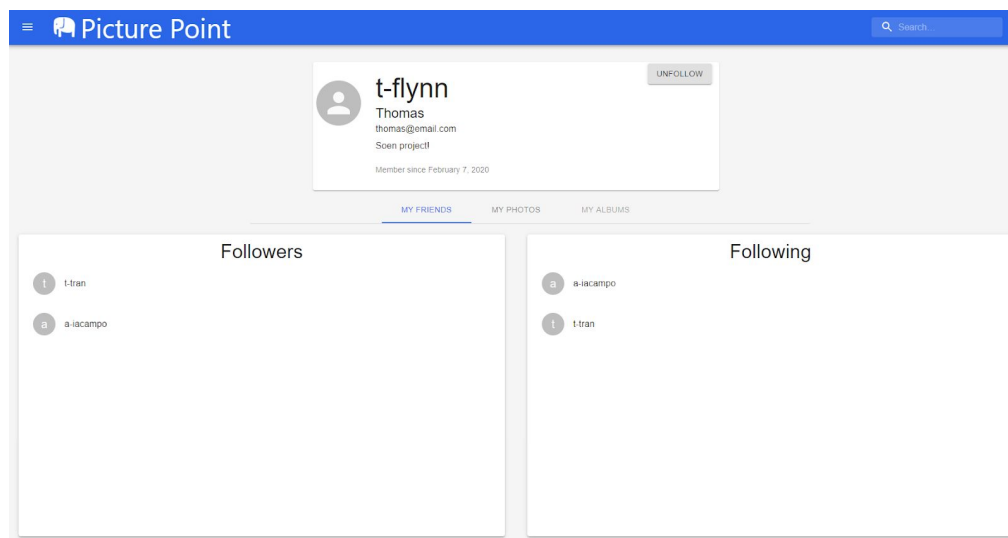 Picture Point
Search...
t-flynn
UNFOLLOW
Thomas
thomas@email.com
Soen project!
Member since February 7, 2020
MY FRIENDS MY PHOTOS MY ALBUMS
Followers
t t-tran
a a-iacampo
Following
a a-iacampo
t t-tran